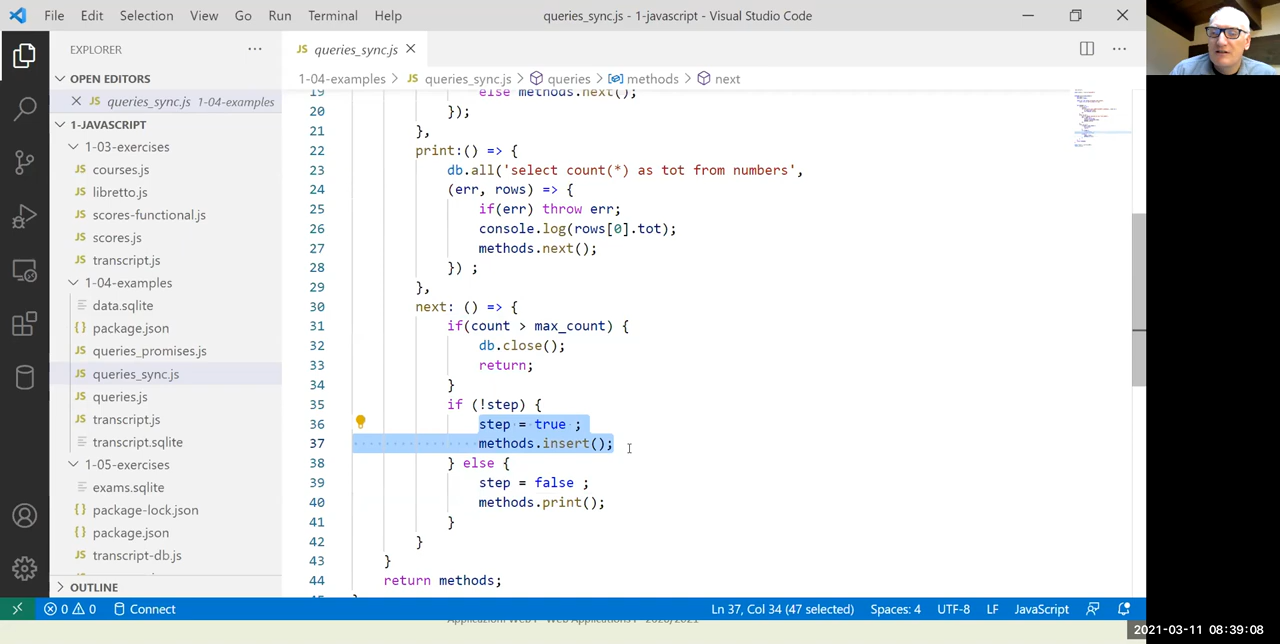 File Edit Selection View Go Run Terminal Help queries_sync.js - 1-javascript - Visual Studio Code
EXPLORER ···
OPEN EDITORS
JS queries_sync.js 1-04-examples
1-JAVASCRIPT
1-03-exercises
JS courses.js
JS libretto.js
JS scores-functional.js
JS scores.js
JS transcript.js
1-04-examples
data.sqlite
{} package.json
JS queries_promises.js
JS queries_sync.js
JS queries.js
JS transcript.js
transcript.sqlite
1-05-exercises
exams.sqlite
{} package-lock.json
{} package.json
JS transcript-db.js
OUTLINE
JS queries_sync.js
1-04-examples > JS queries_sync.js > queries > methods > next
19 else methods.next();
20 });
21 },
22 print:() => {
23 db.all('select count(*) as tot from numbers',
24 (err, rows) => {
25 if(err) throw err;
26 console.log(rows[0].tot);
27 methods.next();
28 }) ;
29 },
30 next: () => {
31 if(count > max_count) {
32 db.close();
33 return;
34 }
35 if (!step) {
36 step = true ;
37 methods.insert();
38 } else {
39 step = false ;
40 methods.print();
41 }
42 }
43 }
44 return methods;
0 0 Connect Ln 37, Col 34 (47 selected) Spaces: 4 UTF-8 LF JavaScript
2021-03-11 08:39:08